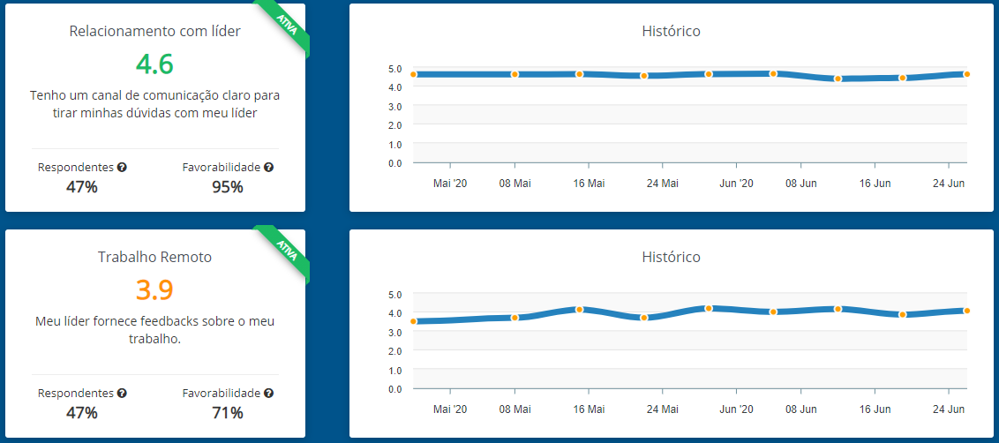 Relacionamento com líder
ATIVA
4.6
Tenho um canal de comunicação claro para
tirar minhas dúvidas com meu líder
Respondentes
Favorabilidade
47%
95%
Histórico
5.0
4.0
3.0
2.0
1.0
0.0
Mai '20
08 Mai
16 Mai
24 Mai
Jun '20
08 Jun
16 Jun
24 Jun
Trabalho Remoto
ATIVA
3.9
Meu líder fornece feedbacks sobre o meu
trabalho.
Respondentes
Favorabilidade
47%
71%
Histórico
5.0
4.0
3.0
2.0
1.0
0.0
Mai '20
08 Mai
16 Mai
24 Mai
Jun '20
08 Jun
16 Jun
24 Jun